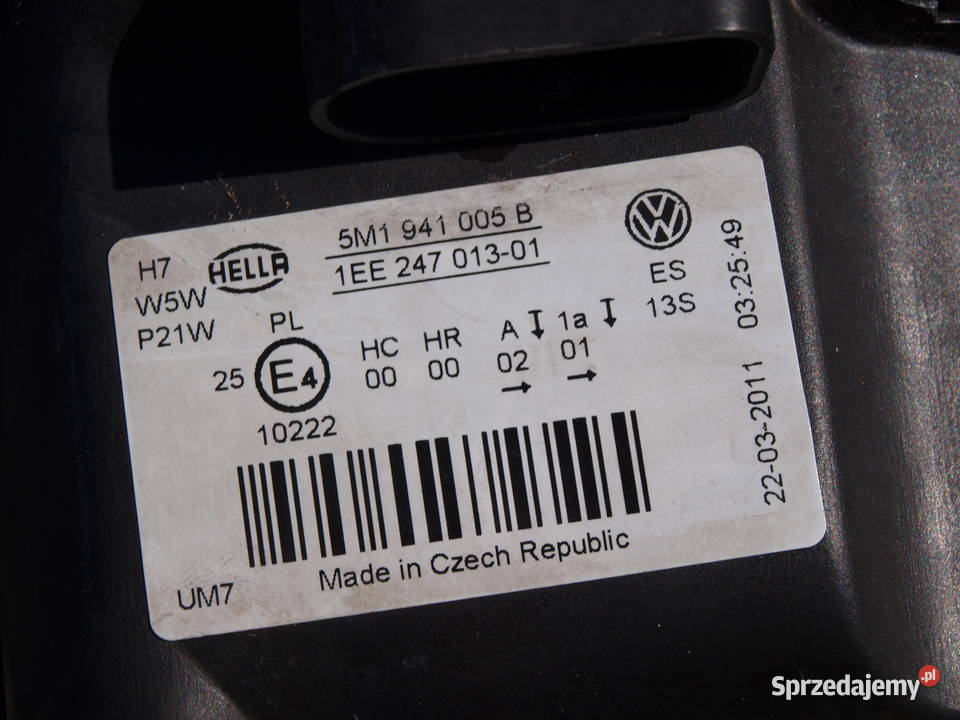 H7
W5W
P21W
HELLA
5M1 941 005 B
1EE 247 013-01
VW
ES
13S
03:25:49
22-03-2011
PL
25 E4
10222
HC
00
HR
00
A
02
1a
01
Made in Czech Republic
UM7
Sprzedajemy.pl